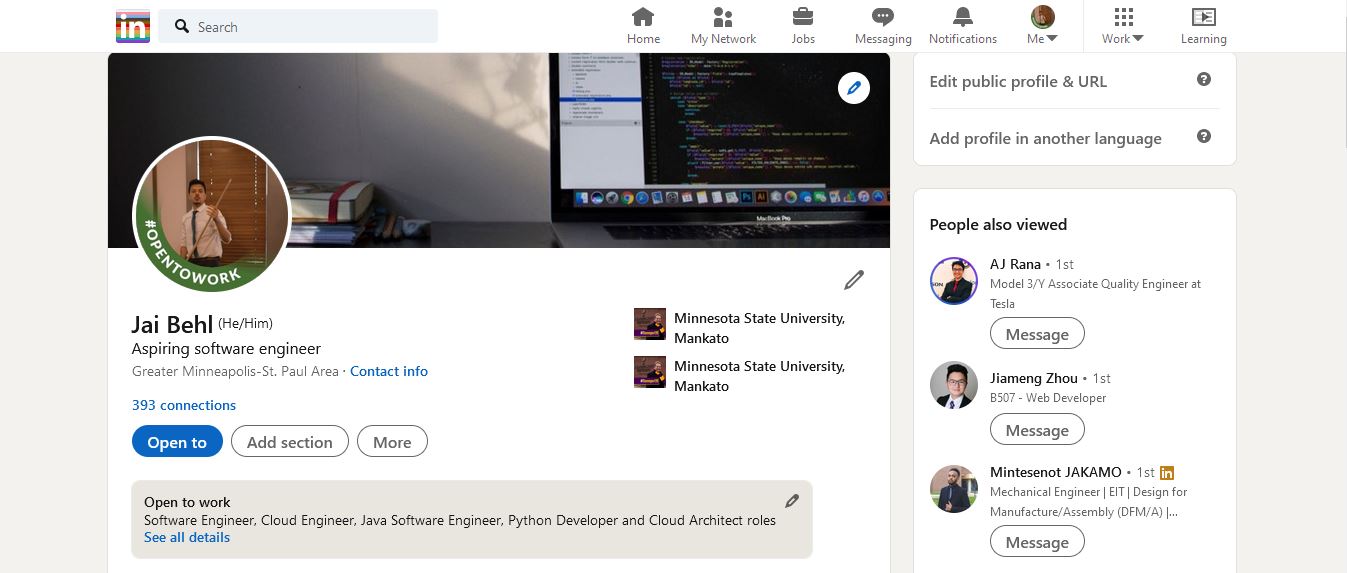 in
Search
Home
My Network
Jobs
Messaging
Notifications
Me
Work
Learning
MacBook Pro
#OPENTOWORK
Jai Behl (He/Him)
Aspiring software engineer
Greater Minneapolis-St. Paul Area · Contact info
393 connections
Open to
Add section
More
Minnesota State University,
Mankato
Minnesota State University,
Mankato
Open to work
Software Engineer, Cloud Engineer, Java Software Engineer, Python Developer and Cloud Architect roles
See all details
Edit public profile & URL
Add profile in another language
People also viewed
AJ Rana • 1st
Model 3/Y Associate Quality Engineer at
Tesla
Message
Jiameng Zhou • 1st
B507 - Web Developer
Message
Mintesenot JAKAMO • 1st in
Mechanical Engineer | EIT | Design for
Manufacture/Assembly (DFM/A) |...
Message